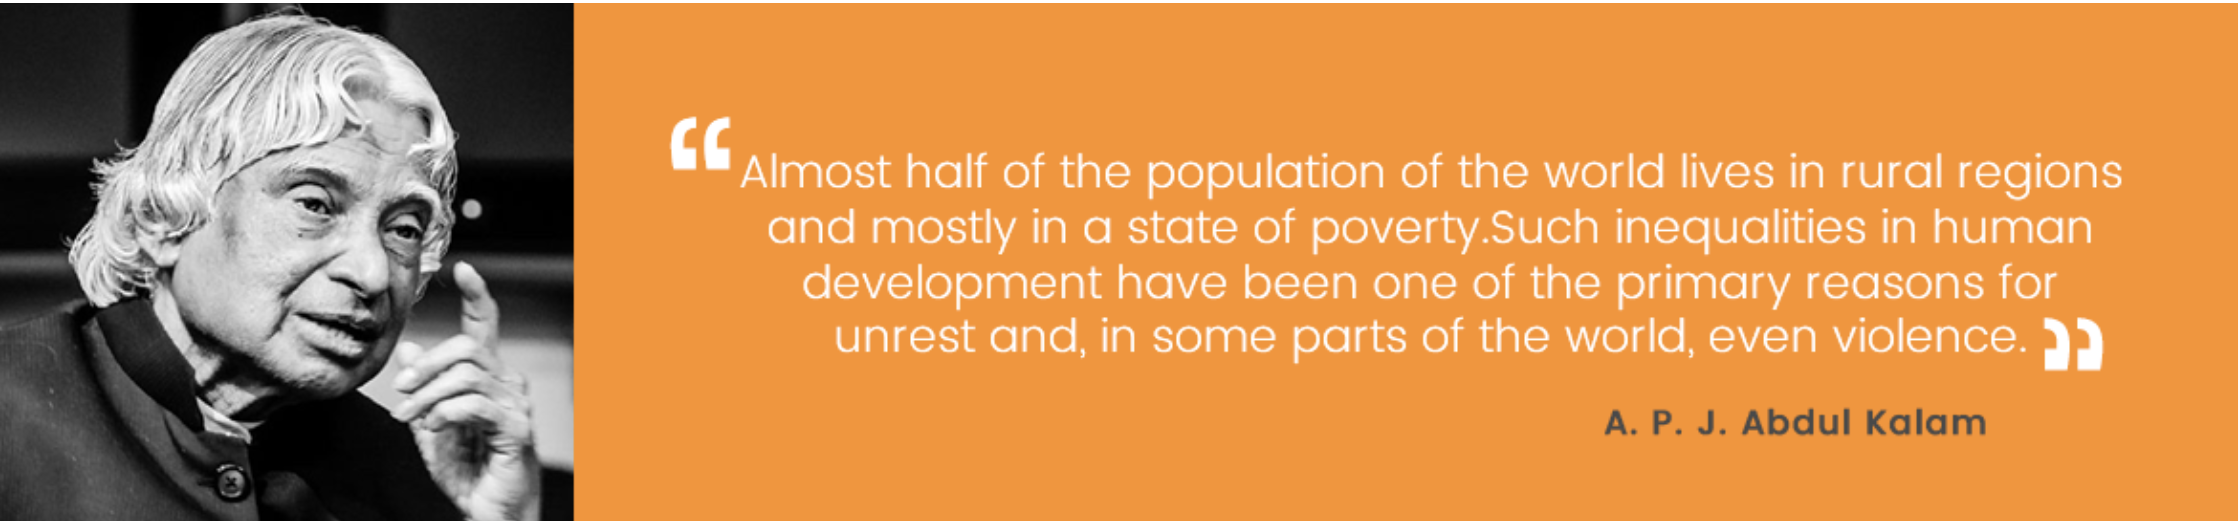 “Almost half of the population of the world lives in rural regions
and mostly in a state of poverty.Such inequalities in human
development have been one of the primary reasons for
unrest and, in some parts of the world, even violence.”
A. P. J. Abdul Kalam